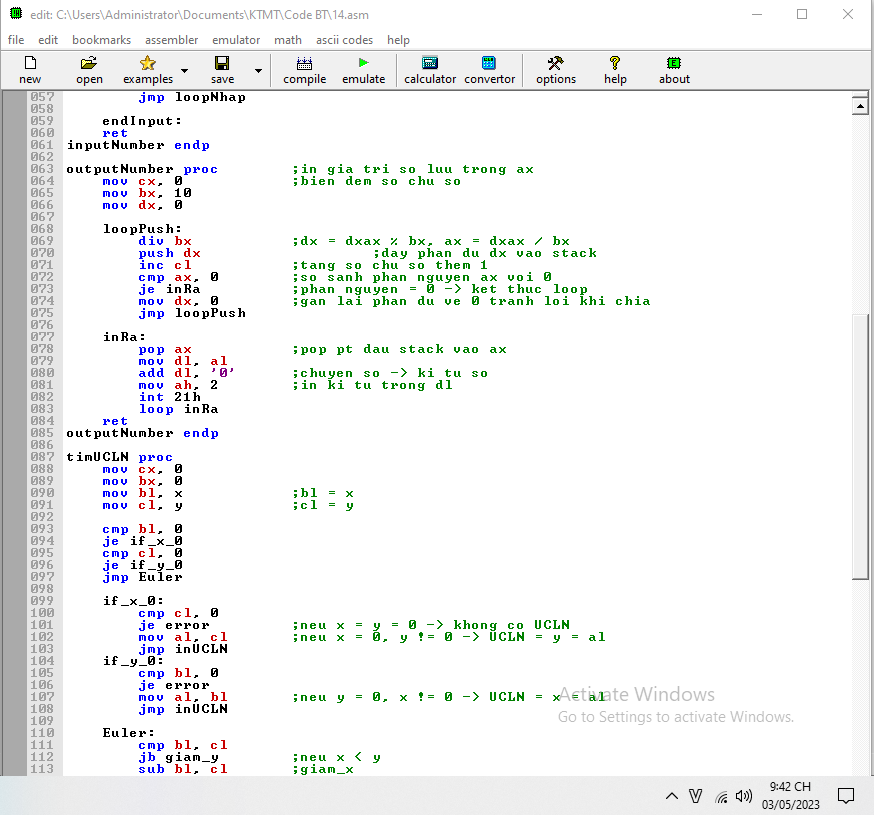 edit: C:\Users\Administrator\Documents\KTMT\Code BT\14.asm
file edit bookmarks assembler emulator math ascii codes help
new open examples save compile emulate calculator convertor options help about
057 jmp loopNhap
058
059 endInput:
060 ret
061 inputNumber endp
062
063 outputNumber proc ;in gia tri so luu trong ax
064 mov cx, 0 ;bien dem so chu so
065 mov bx, 10
066 mov dx, 0
067
068 loopPush:
069 div bx ;dx = dxax % bx, ax = dxax / bx
070 push dx ;day phan du dx vao stack
071 inc cl ;tang so chu so them 1
072 cmp ax, 0 ;so sanh phan nguyen ax voi 0
073 je inRa ;phan nguyen = 0 -> ket thuc loop
074 mov dx, 0 ;gan lai phan du ve 0 tranh loi khi chia
075 jmp loopPush
076
077 inRa:
078 pop ax ;pop pt dau stack vao ax
079 mov dl, al
080 add dl, '0' ;chuyen so -> ki tu so
081 mov ah, 2 ;in ki tu trong dl
082 int 21h
083 loop inRa
084 ret
085 outputNumber endp
086
087 timUCLN proc
088 mov cx, 0
089 mov bx, 0
090 mov bl, x ;bl = x
091 mov cl, y ;cl = y
092
093 cmp bl, 0
094 je if_x_0
095 cmp cl, 0
096 je if_y_0
097 jmp Euler
098
099 if_x_0:
100 cmp cl, 0
101 je error ;neu x = y = 0 -> khong co UCLN
102 mov al, cl ;neu x = 0, y != 0 -> UCLN = y = al
103 jmp inUCLN
104 if_y_0:
105 cmp bl, 0
106 je error
107 mov al, bl ;neu y = 0, x != 0 -> UCLN = x = al
108 jmp inUCLN
109
110 Euler:
111 cmp bl, cl
112 jb giam_y ;neu x < y
113 sub bl, cl ;giam_x
Activate Windows
Go to Settings to activate Windows.
9:42 CH
03/05/2023